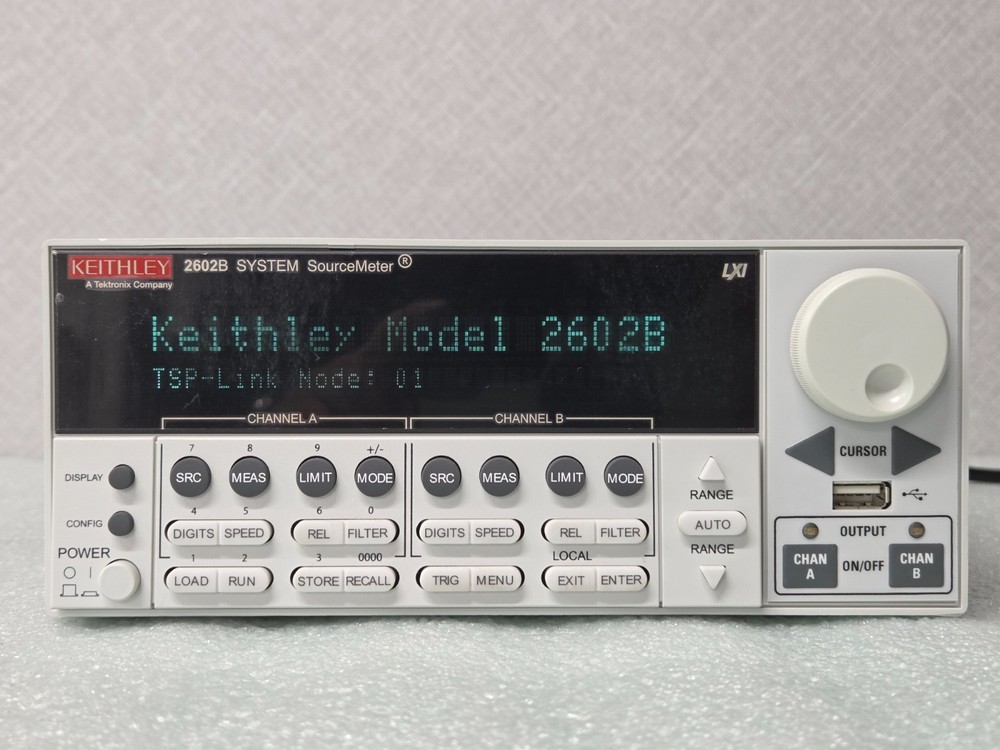 KEITHLEY 2602B SYSTEM SourceMeter ® LXI
A Tektronix Company
Keithley Model 2602B
TSP-Link Node: 01
CHANNEL A CHANNEL B
7 8 9 +/-
DISPLAY SRC MEAS LIMIT MODE SRC MEAS LIMIT MODE
CURSOR
RANGE
4 5 6 0
CONFIG DIGITS SPEED REL FILTER DIGITS SPEED REL FILTER AUTO
OUTPUT
POWER 1 2 3 0000 LOCAL RANGE
O | LOAD RUN STORE RECALL TRIG MENU EXIT ENTER
CHAN A ON/OFF CHAN B